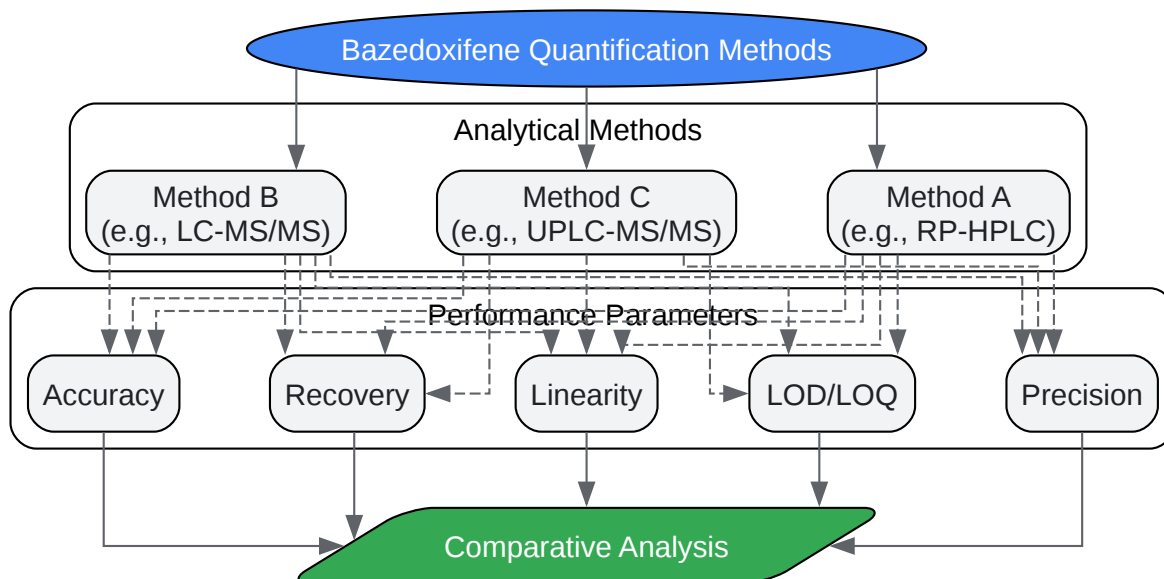 Bazedoxifene Quantification Methods
Analytical Methods
Method B
(e.g., LC-MS/MS)
Method C
(e.g., UPLC-MS/MS)
Method A
(e.g., RP-HPLC)
Performance Parameters
Accuracy
Recovery
Linearity
LOD/LOQ
Precision
Comparative Analysis